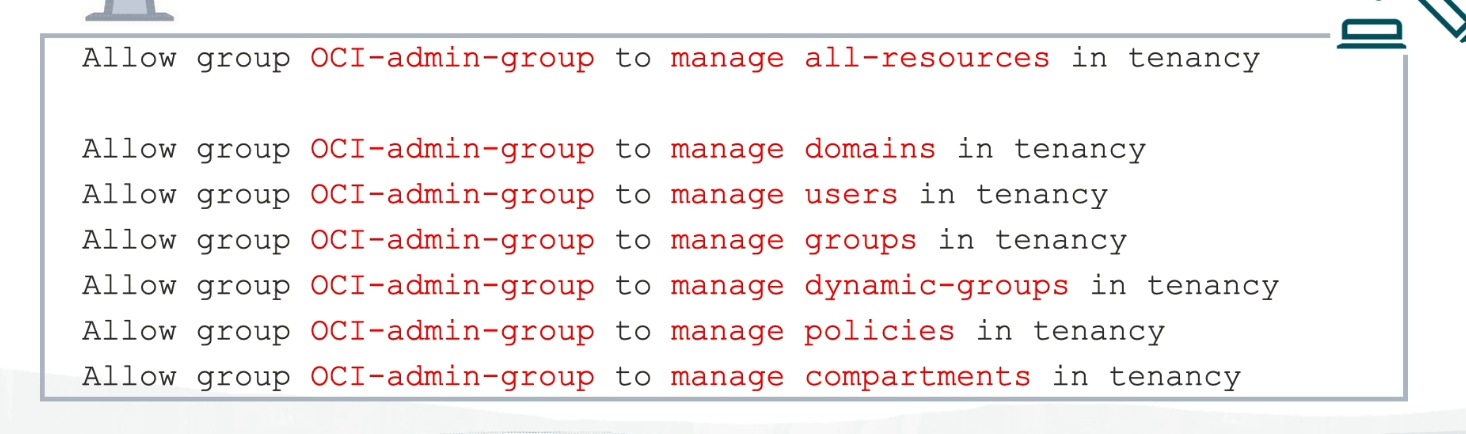 Allow group OCI-admin-group to manage all-resources in tenancy
Allow group OCI-admin-group to manage domains in tenancy
Allow group OCI-admin-group to manage users in tenancy
Allow group OCI-admin-group to manage groups in tenancy
Allow group OCI-admin-group to manage dynamic-groups in tenancy
Allow group OCI-admin-group to manage policies in tenancy
Allow group OCI-admin-group to manage compartments in tenancy